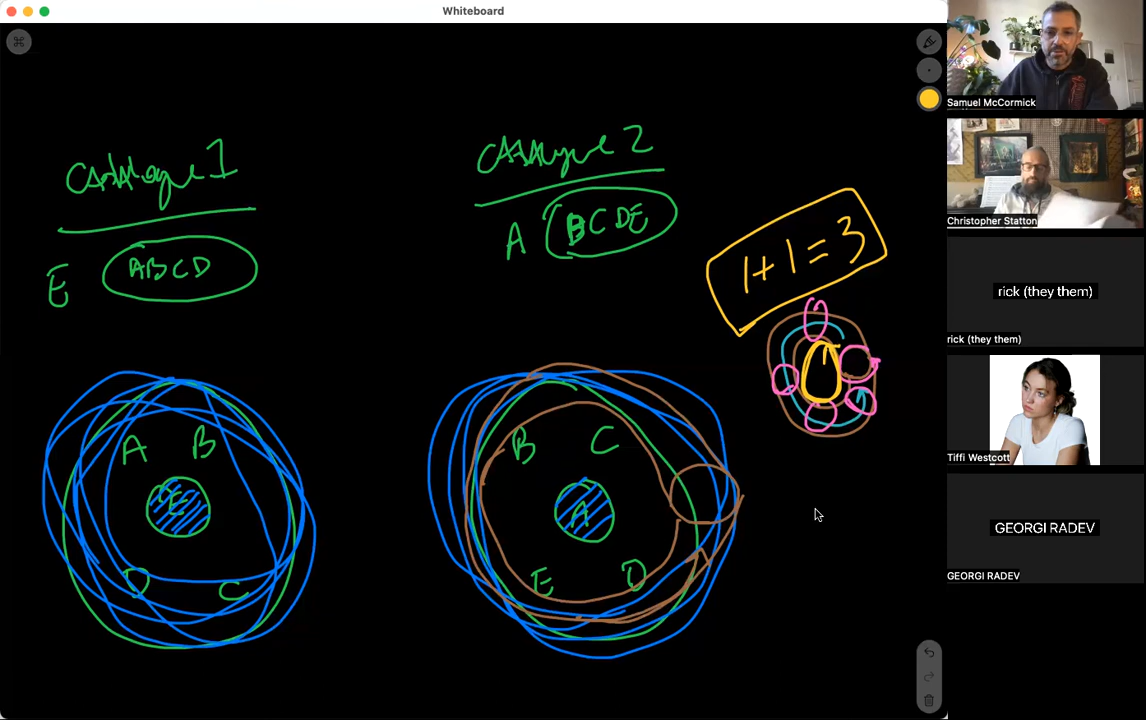 Whiteboard
Catalogue 1
E ABCD
Catalogue 2
A BCDE
1+1=3
A B
E
D C
B C
A
E D
Samuel McCormick
Christopher Statton
rick (they them)
rick (they them)
Tiffi Westcott
GEORGI RADEV
GEORGI RADEV